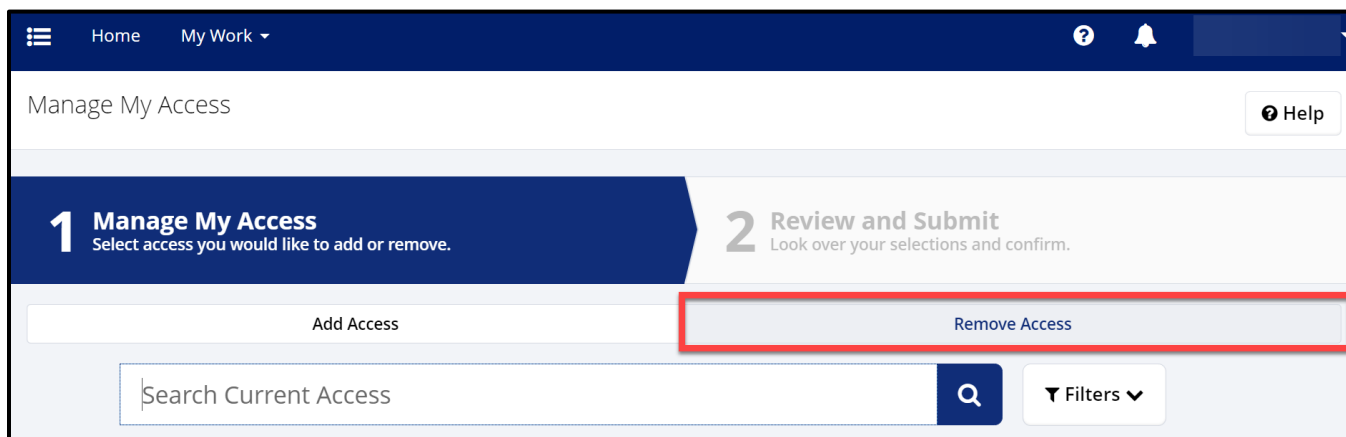 Home My Work
Manage My Access
Help
1 Manage My Access
Select access you would like to add or remove.
2 Review and Submit
Look over your selections and confirm.
Add Access Remove Access
Search Current Access Filters